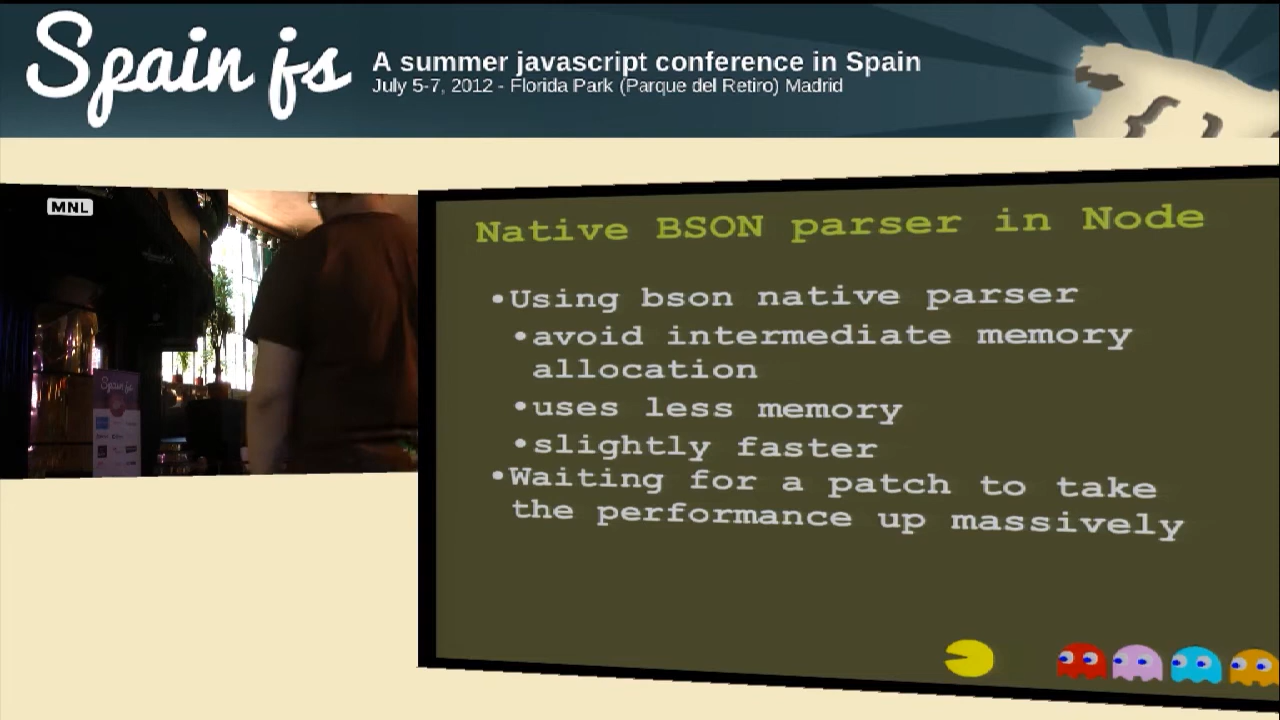 Spain js
A summer javascript conference in Spain
July 5-7, 2012 - Florida Park (Parque del Retiro) Madrid
MNL
Spain js
Native BSON parser in Node
•Using bson native parser
•avoid intermediate memory
allocation
•uses less memory
•slightly faster
•Waiting for a patch to take
the performance up massively